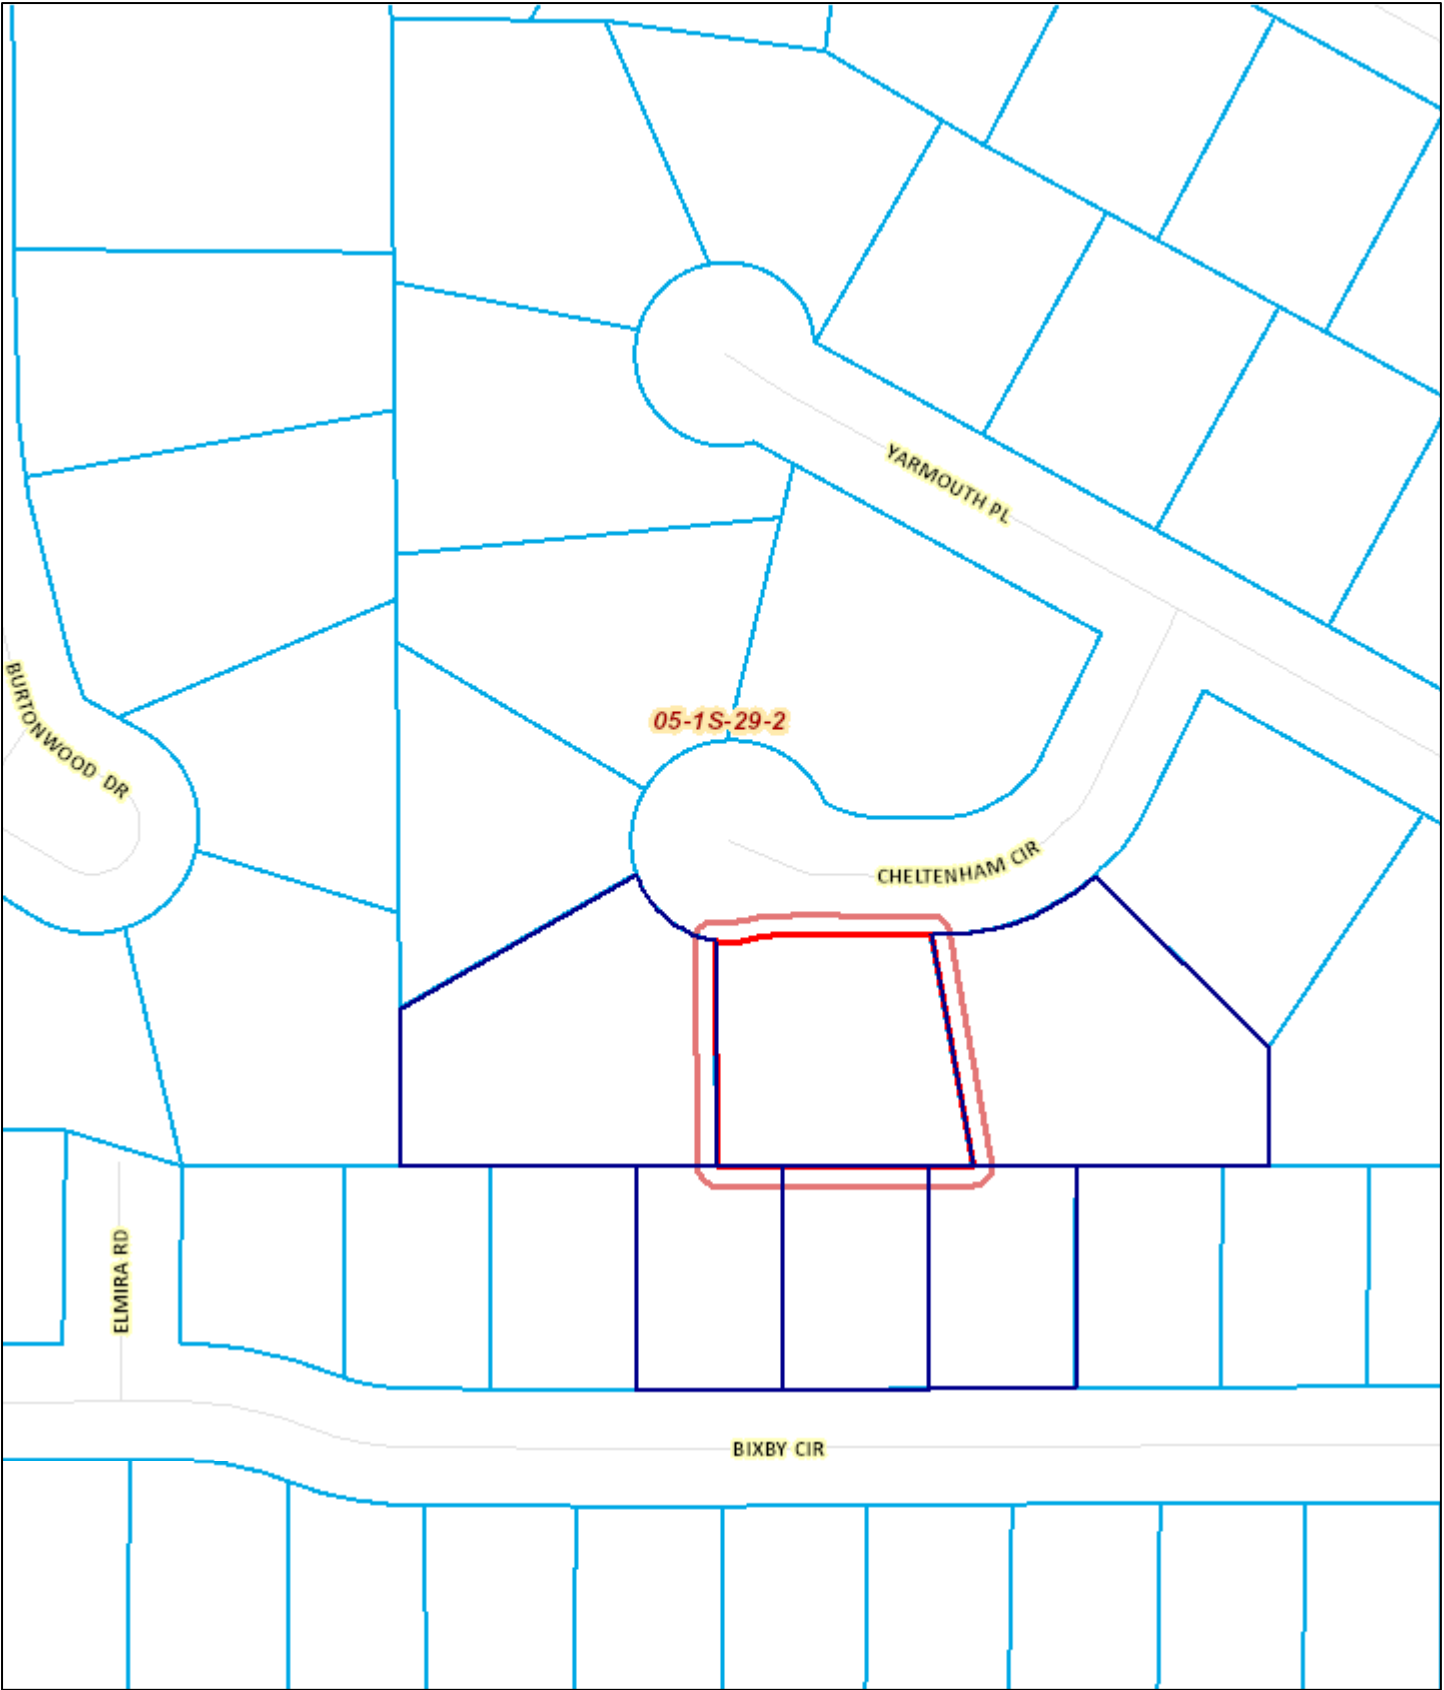 YARMOUTH PL
BURTONWOOD DR
05-1S-29-2
CHELTENHAM CIR
ELMIRA RD
BIXBY CIR